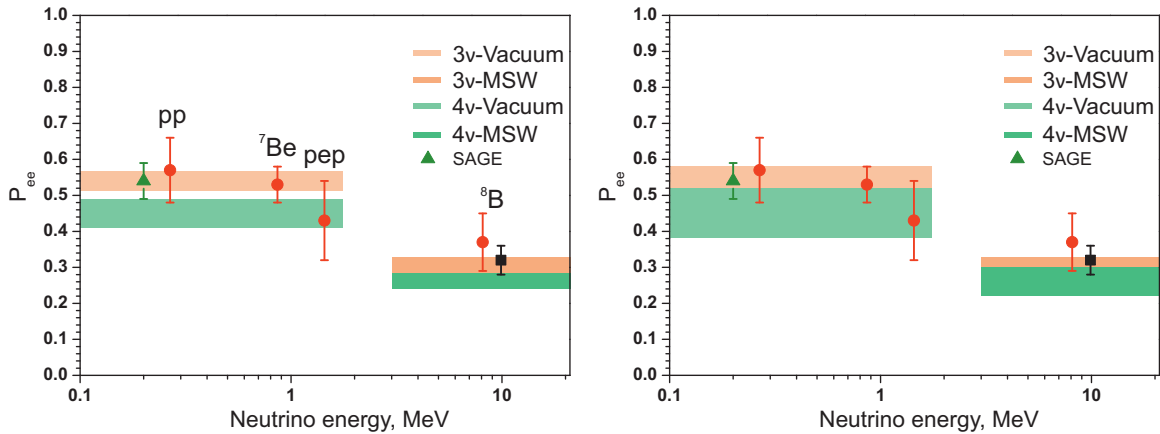 1.0
0.9
0.8
0.7
0.6
0.5
0.4
0.3
0.2
0.1
0.0
P_ee
0.1
1
10
Neutrino energy, MeV
3ν-Vacuum
3ν-MSW
4ν-Vacuum
4ν-MSW
SAGE
pp
⁷Be
pep
⁸B
1.0
0.9
0.8
0.7
0.6
0.5
0.4
0.3
0.2
0.1
0.0
P_ee
0.1
1
10
Neutrino energy, MeV
3ν-Vacuum
3ν-MSW
4ν-Vacuum
4ν-MSW
SAGE